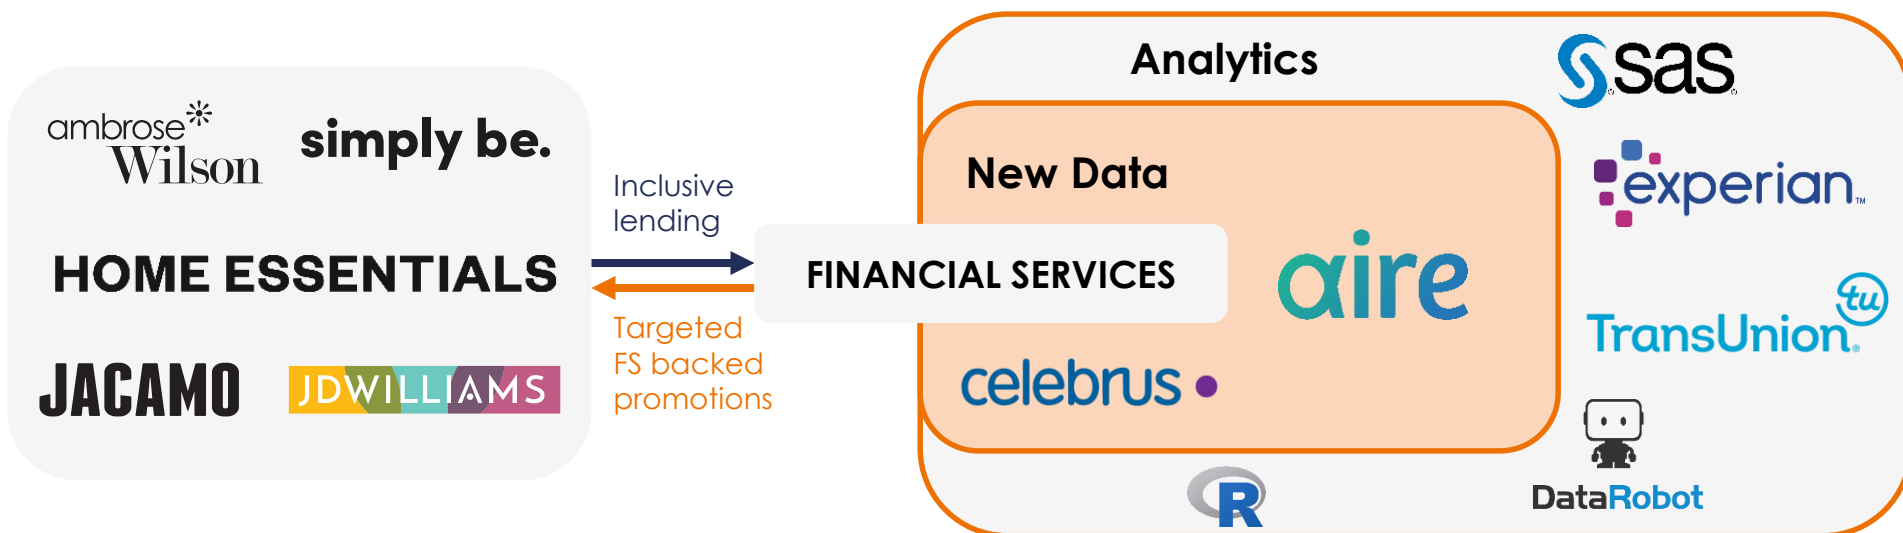 ambrose
Wilson
simply be.
HOME ESSENTIALS
JACAMO
JDWILLIAMS
Inclusive
lending
Targeted
FS backed
promotions
FINANCIAL SERVICES
Analytics
New Data
aire
celebrus
sas
experian™
tu
TransUnion®
R
DataRobot